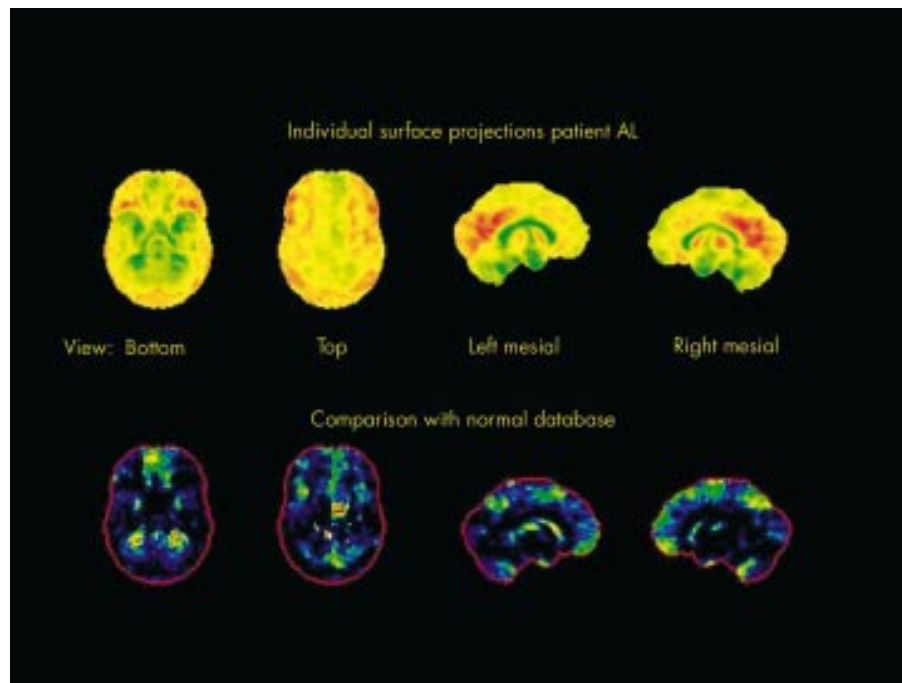 Individual surface projections patient AL
View: Bottom
Top
Left mesial
Right mesial
Comparison with normal database